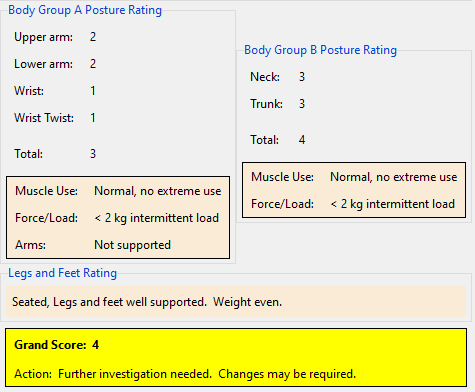 Body Group A Posture Rating
Upper arm: 2
Lower arm: 2
Wrist: 1
Wrist Twist: 1
Total: 3
Muscle Use: Normal, no extreme use
Force/Load: < 2 kg intermittent load
Arms: Not supported
Body Group B Posture Rating
Neck: 3
Trunk: 3
Total: 4
Muscle Use: Normal, no extreme use
Force/Load: < 2 kg intermittent load
Legs and Feet Rating
Seated, Legs and feet well supported. Weight even.
Grand Score: 4
Action: Further investigation needed. Changes may be required.